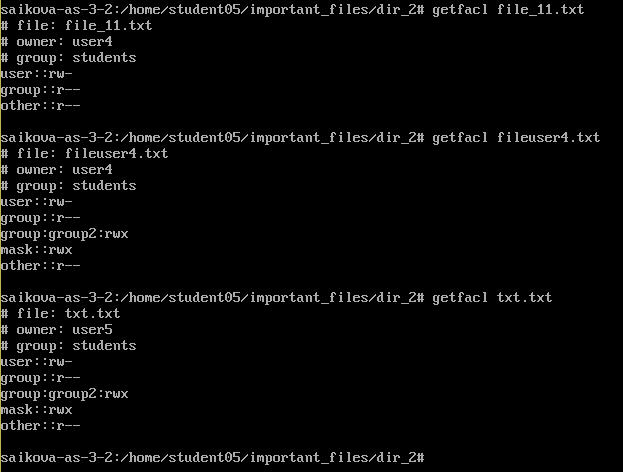 saikova-as-3-2:/home/student05/important_files/dir_2# getfacl file_11.txt
# file: file_11.txt
# owner: user4
# group: students
user::rw-
group::r--
other::r--
saikova-as-3-2:/home/student05/important_files/dir_2# getfacl fileuser4.txt
# file: fileuser4.txt
# owner: user4
# group: students
user::rw-
group::r--
group:group2:rwx
mask::rwx
other::r--
saikova-as-3-2:/home/student05/important_files/dir_2# getfacl txt.txt
# file: txt.txt
# owner: user5
# group: students
user::rw-
group::r--
group:group2:rwx
mask::rwx
other::r--
saikova-as-3-2:/home/student05/important_files/dir_2#